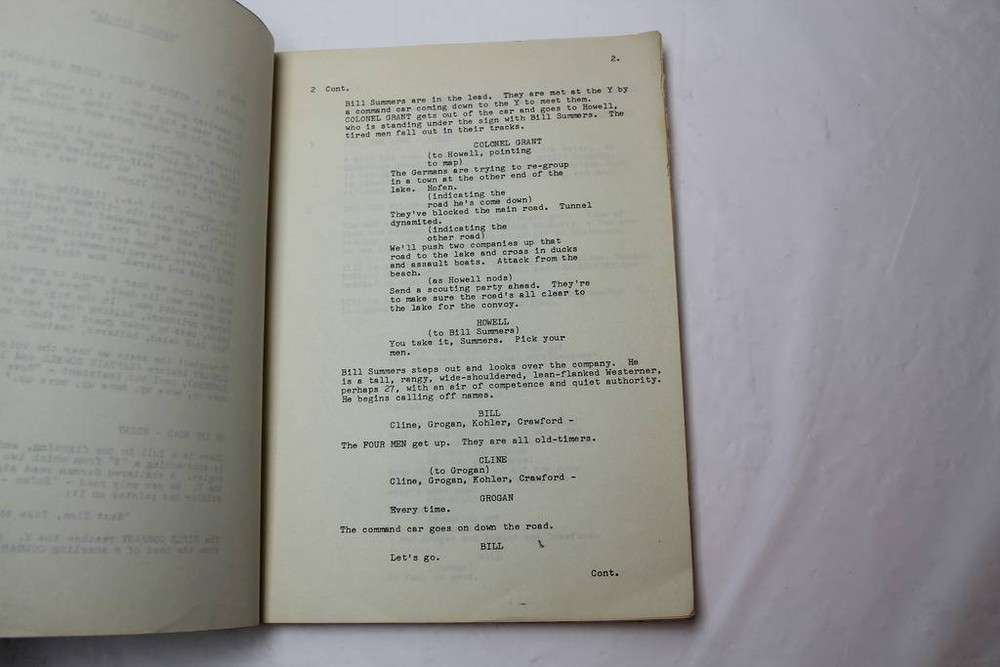 2.
2 Cont.
Bill Summers are in the lead. They are met at the Y by
a command car coming down to the Y to meet them.
COLONEL GRANT gets out of the car and goes to Howell,
who is standing under the sign with Bill Summers. The
tired men fall out in their tracks.
COLONEL GRANT
(to Howell, pointing
to map)
The Germans are trying to re-group
in a town at the other end of the
lake. Hofen.
(indicating the
road he's come down)
They've blocked the main road. Tunnel
dynamited.
(indicating the
other road)
We'll push two companies up that
road to the lake and cross in ducks
and assault boats. Attack from the
beach.
(as Howell nods)
Send a scouting party ahead. They're
to make sure the road's all clear to
the lake for the convoy.
HOWELL
(to Bill Summers)
You take it, Summers. Pick your
men.
Bill Summers steps out and looks over the company. He
is a tall, rangy, wide-shouldered, lean-flanked Westerner,
perhaps 27, with an air of competence and quiet authority.
He begins calling off names.
BILL
Cline, Grogan, Kohler, Crawford -
The FOUR MEN get up. They are all old-timers.
CLINE
(to Grogan)
Cline, Grogan, Kohler, Crawford -
GROGAN
Every time.
The command car goes on down the road.
BILL
Let's go.
Cont.